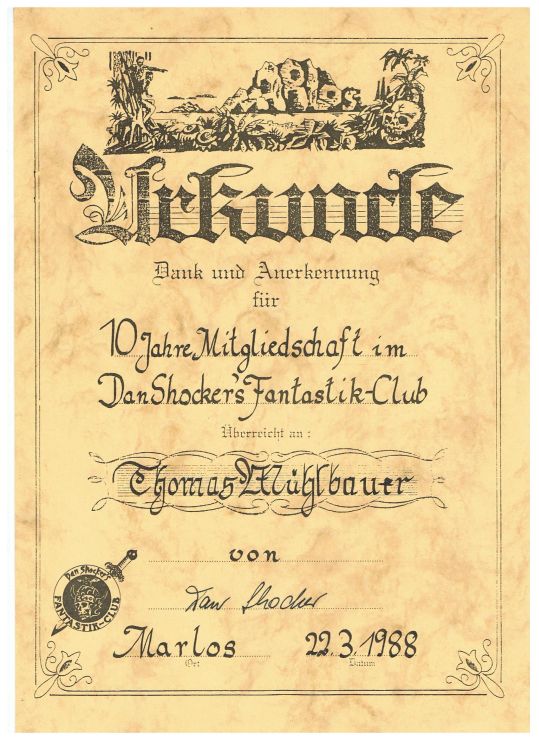 MARLOS
Urkunde
Dank und Anerkennung
für
10 Jahre Mitgliedschaft im
Dan Shocker's Fantastik-Club
Überreicht an:
Thomas Mühlbauer
von
Dan Shocker's
FANTASTIK-CLUB
Dan Shocker
Marlos 22.3.1988
Ort Datum